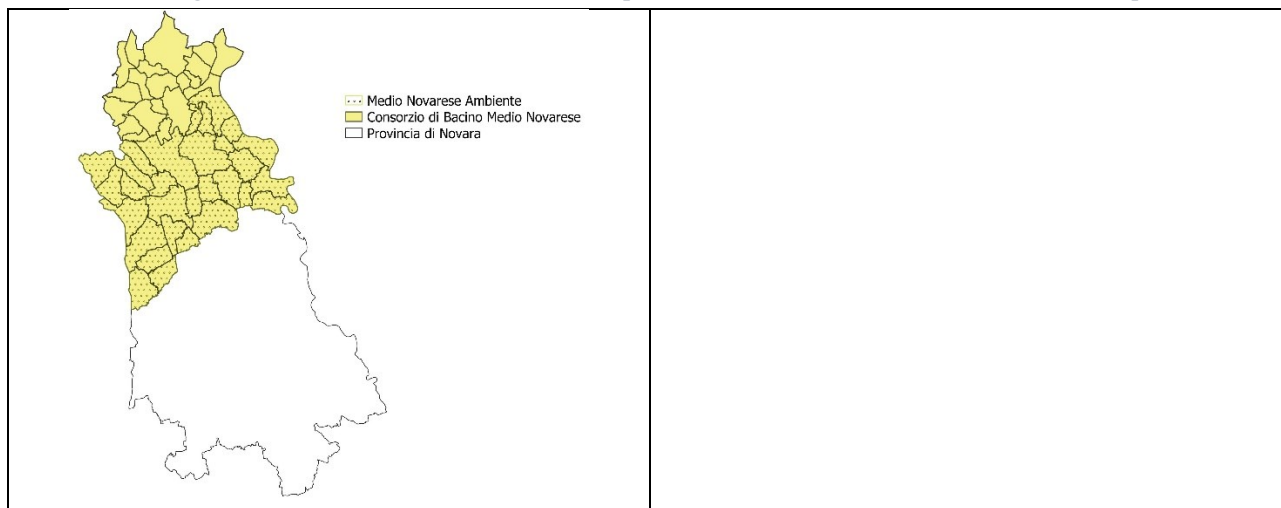 Medio Novarese Ambiente
Consorzio di Bacino Medio Novarese
Provincia di Novara